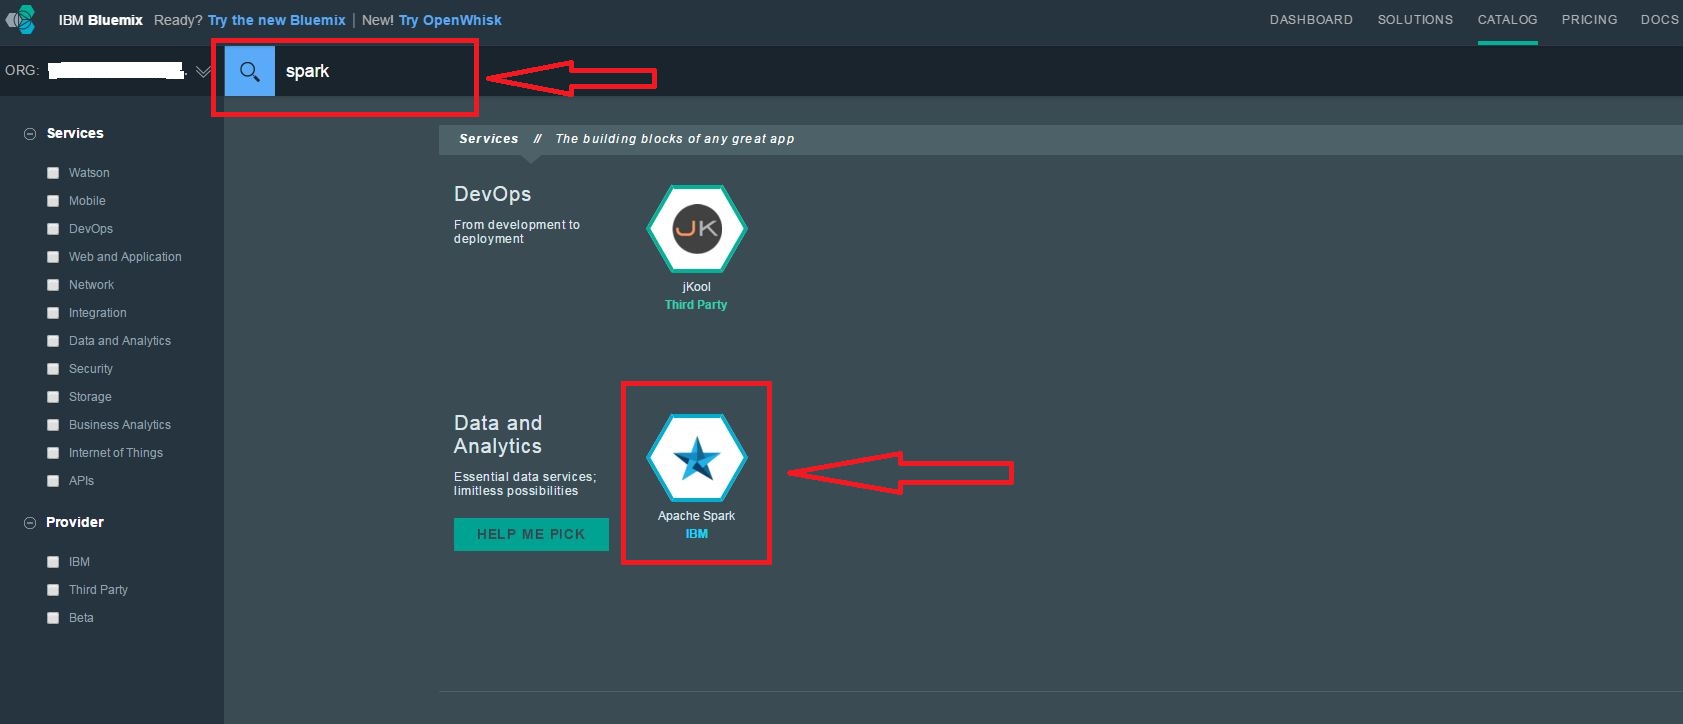 IBM Bluemix Ready? Try the new Bluemix | New! Try OpenWhisk
DASHBOARD SOLUTIONS CATALOG PRICING DOCS
ORG:
spark
Services
Watson
Mobile
DevOps
Web and Application
Network
Integration
Data and Analytics
Security
Storage
Business Analytics
Internet of Things
APIs
Provider
IBM
Third Party
Beta
Services // The building blocks of any great app
DevOps
From development to
deployment
JK
jKool
Third Party
Data and
Analytics
Essential data services;
limitless possibilities
HELP ME PICK
Apache Spark
IBM